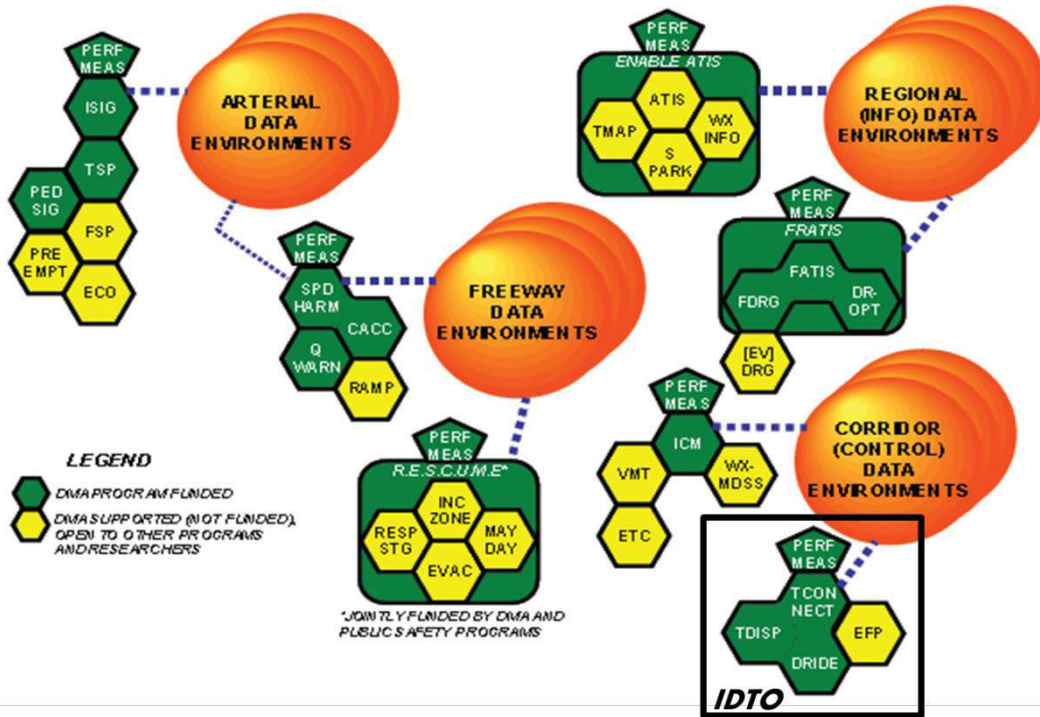 PERF
MEAS
ISIG
TSP
PED
SIG
FSP
PRE
EMPT
ECO
ARTERIAL
DATA
ENVIRONMENTS
PERF
MEAS
SPD
HARM
CACC
Q
WARN
RAMP
FREEWAY
DATA
ENVIRONMENTS
PERF
MEAS
R.E.S.C.U.M.E*
INC
ZONE
RESP
STG
MAY
DAY
EVAC
*JOINTLY FUNDED BY DMA AND
PUBLIC SAFETY PROGRAMS
PERF
MEAS
ENABLE ATIS
ATIS
TMAP
WX
INFO
S
PARK
REGIONAL
(INFO) DATA
ENVIRONMENTS
PERF
MEAS
FRATIS
FATIS
FDRG
DR-
OPT
[EV]
DRG
PERF
MEAS
ICM
VMT
WX-
MDSS
ETC
CORRIDOR
(CONTROL)
DATA
ENVIRONMENTS
PERF
MEAS
TCON
NECT
TDISP
EFP
DRIDE
IDTO
LEGEND
DMA PROGRAM FUNDED
DMA SUPPORTED (NOT FUNDED),
OPEN TO OTHER PROGRAMS
AND RESEARCHERS